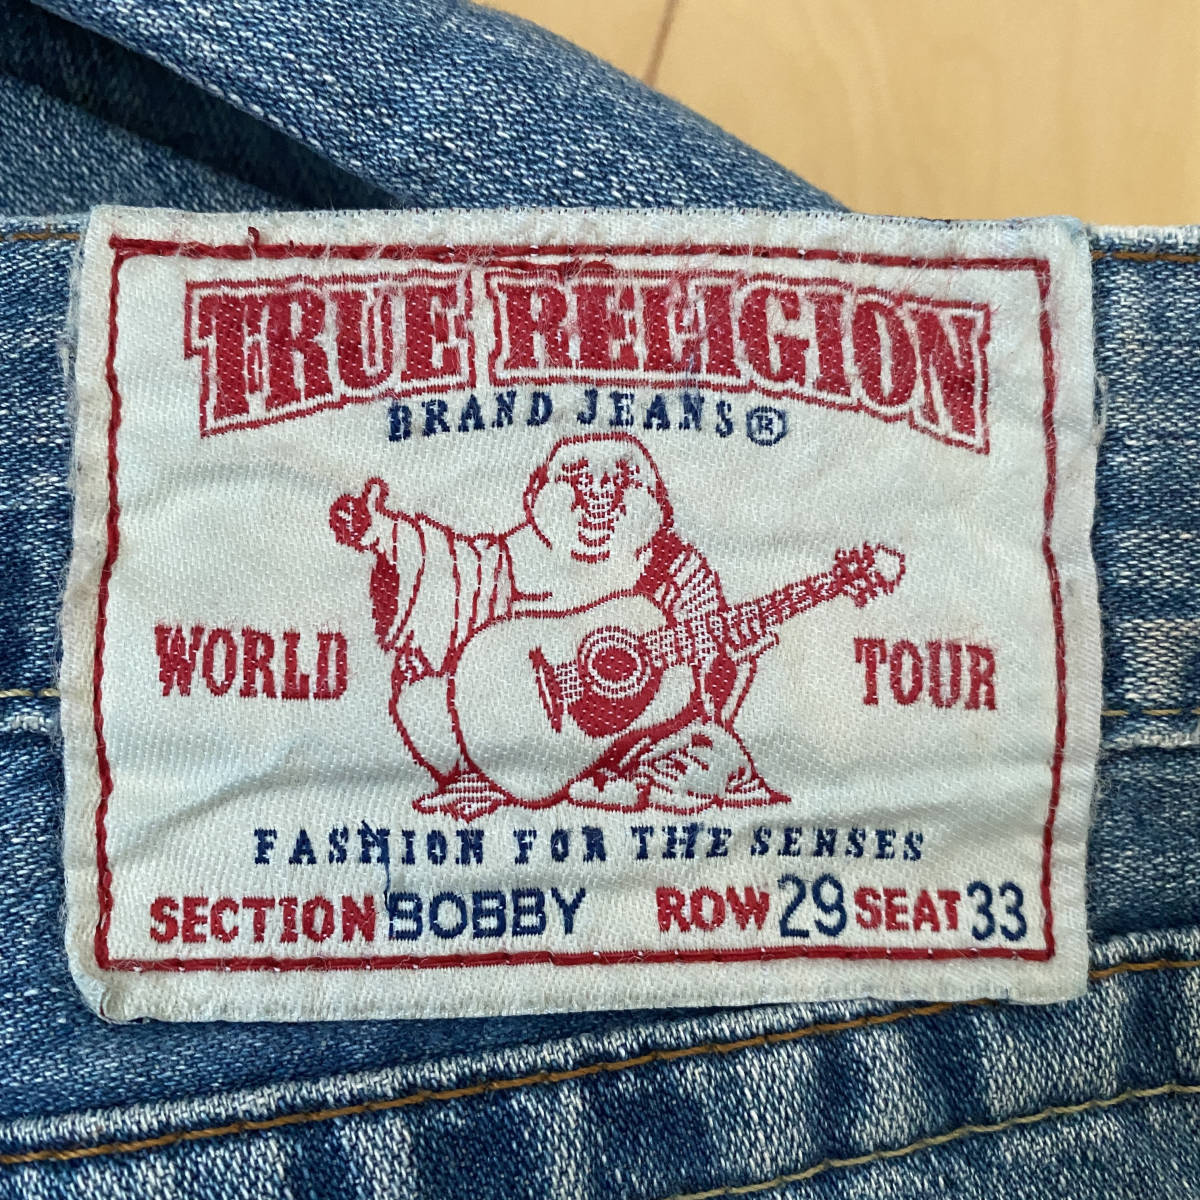 TRUE RELIGION
BRAND JEANS®
WORLD TOUR
FASHION FOR THE SENSES
SECTION BOBBY ROW 29 SEAT 33